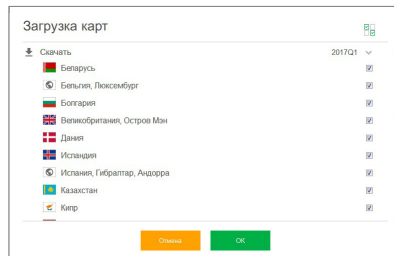 Загрузка карт
Скачать 2017Q1
Беларусь
Бельгия, Люксембург
Болгария
Великобритания, Остров Мэн
Дания
Исландия
Испания, Гибралтар, Андорра
Казахстан
Кипр
Отмена OK